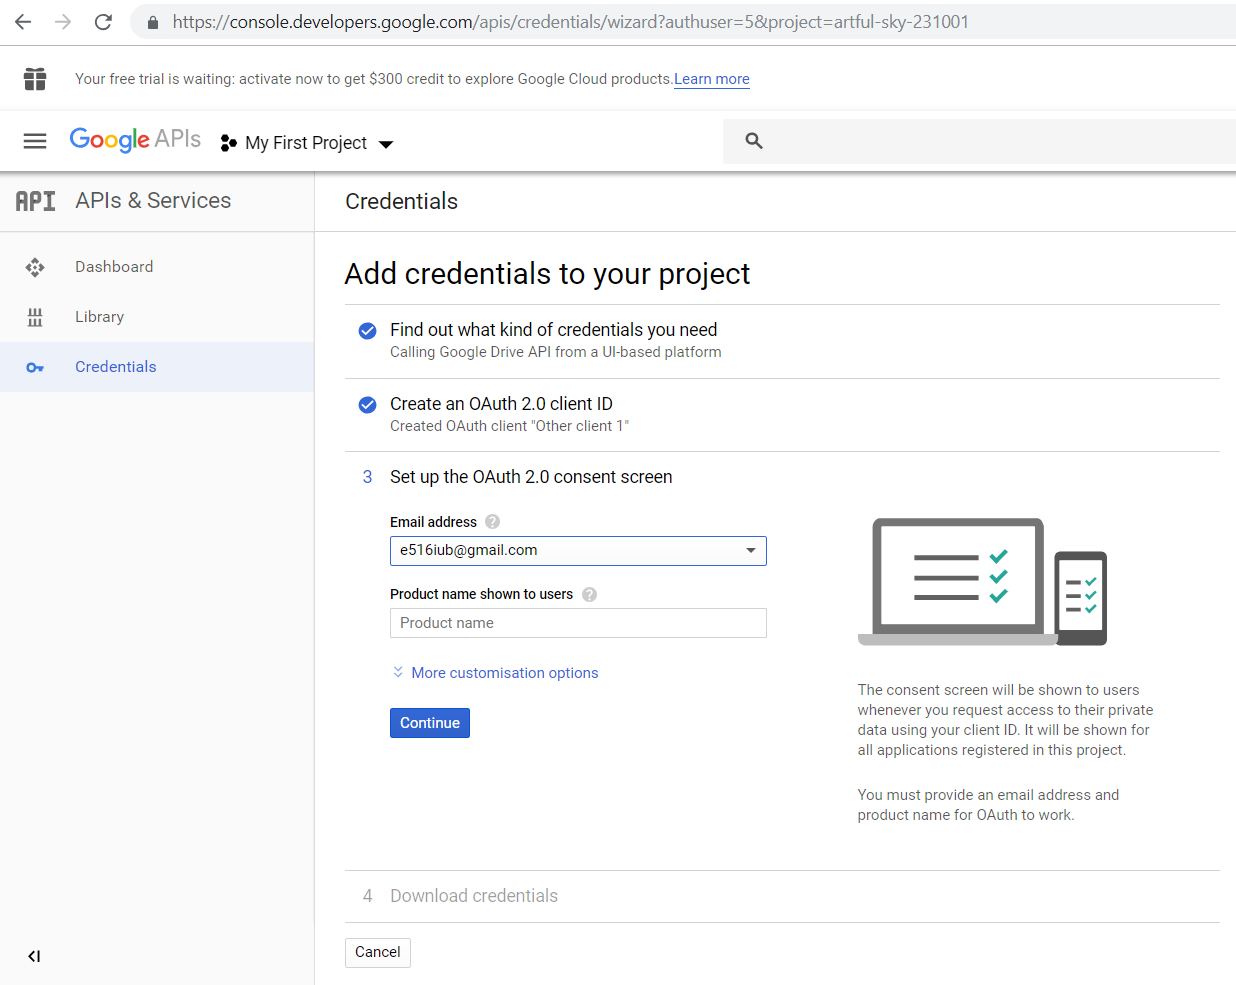 https://console.developers.google.com/apis/credentials/wizard?authuser=5&project=artful-sky-231001
Your free trial is waiting: activate now to get $300 credit to explore Google Cloud products. Learn more
Google APIs
My First Project
API APIs & Services
Credentials
Dashboard
Library
Credentials
Add credentials to your project
Find out what kind of credentials you need
Calling Google Drive API from a UI-based platform
Create an OAuth 2.0 client ID
Created OAuth client "Other client 1"
3 Set up the OAuth 2.0 consent screen
Email address ?
e516iub@gmail.com
Product name shown to users ?
Product name
More customisation options
Continue
The consent screen will be shown to users
whenever you request access to their private
data using your client ID. It will be shown for
all applications registered in this project.
You must provide an email address and
product name for OAuth to work.
4 Download credentials
Cancel